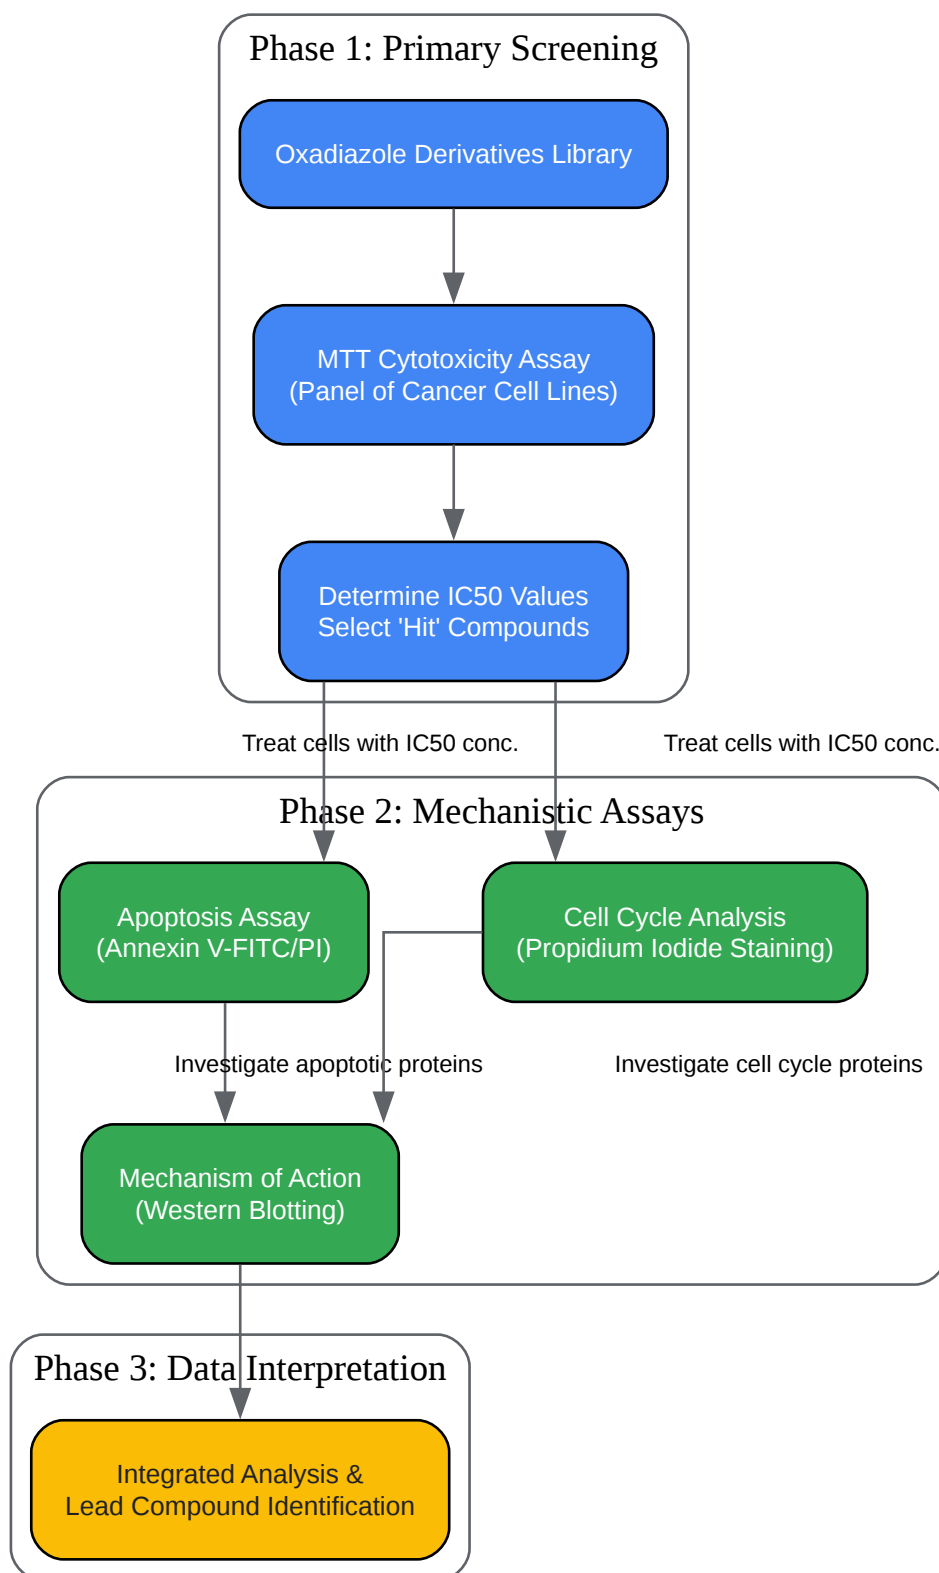 Phase 1: Primary Screening
Oxadiazole Derivatives Library
MTT Cytotoxicity Assay
(Panel of Cancer Cell Lines)
Determine IC50 Values
Select 'Hit' Compounds
Treat cells with IC50 conc.
Treat cells with IC50 conc.
Phase 2: Mechanistic Assays
Apoptosis Assay
(Annexin V-FITC/PI)
Cell Cycle Analysis
(Propidium Iodide Staining)
Investigate apoptotic proteins
Investigate cell cycle proteins
Mechanism of Action
(Western Blotting)
Phase 3: Data Interpretation
Integrated Analysis &
Lead Compound Identification